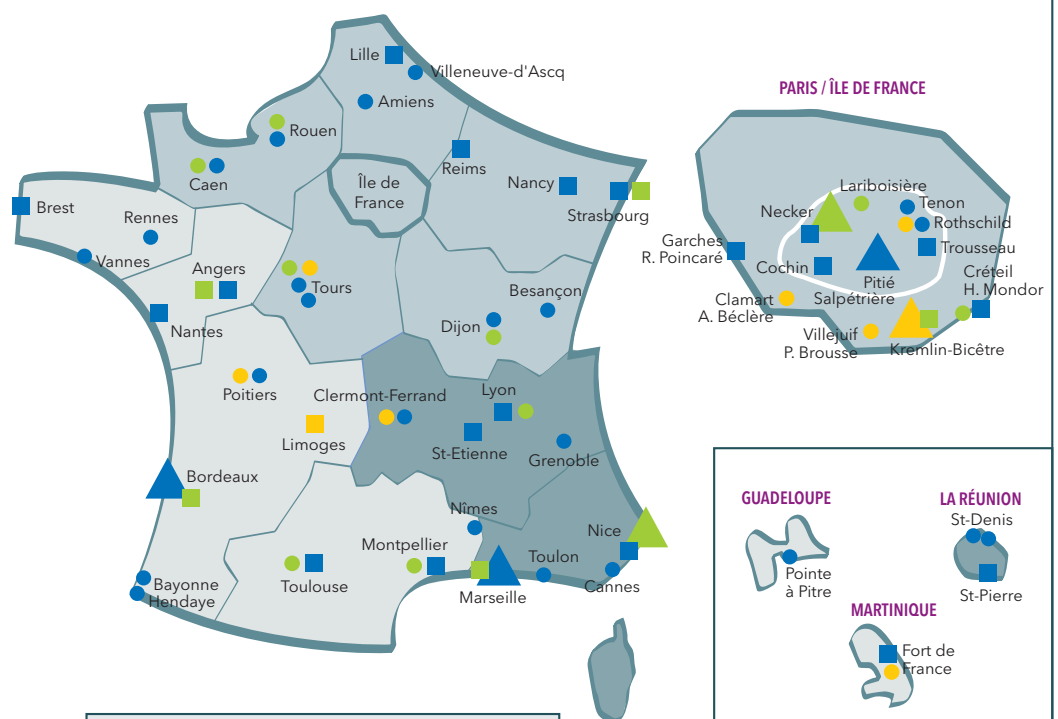 Lille
Villeneuve-d'Ascq
Amiens
Rouen
Reims
Caen
Île de
France
Nancy
Strasbourg
Brest
Rennes
Vannes
Angers
Tours
Nantes
Besançon
Dijon
Poitiers
Clermont-Ferrand
Lyon
Limoges
St-Etienne
Grenoble
Bordeaux
Nîmes
Nice
Montpellier
Toulon
Toulouse
Cannes
Marseille
Bayonne
Hendaye
PARIS / ÎLE DE FRANCE
Lariboisière
Necker
Tenon
Rothschild
Garches
R. Poincaré
Trousseau
Cochin
Pitié
Salpétrière
Créteil
H. Mondor
Clamart
A. Béclère
Villejuif
P. Brousse
Kremlin-Bicêtre
GUADELOUPE
Pointe
à Pitre
LA RÉUNION
St-Denis
St-Pierre
MARTINIQUE
Fort de
France